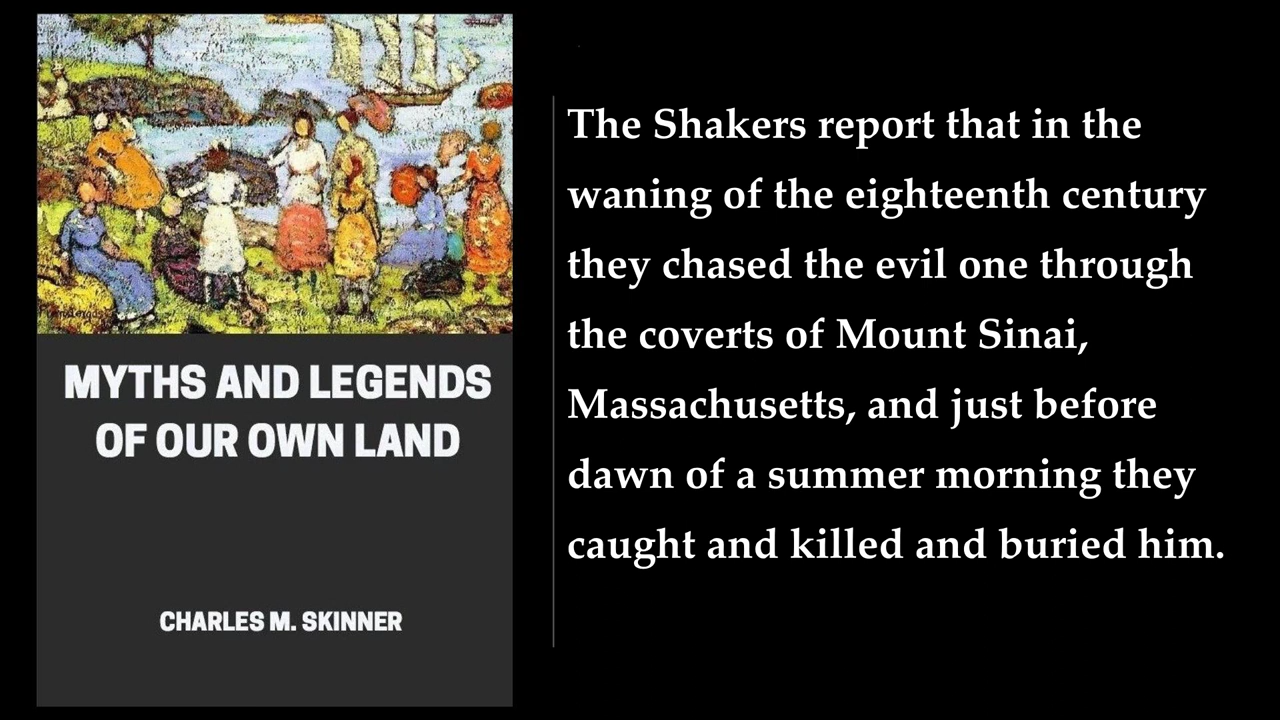 MYTHS AND LEGENDS
OF OUR OWN LAND
CHARLES M. SKINNER
The Shakers report that in the
waning of the eighteenth century
they chased the evil one through
the coverts of Mount Sinai,
Massachusetts, and just before
dawn of a summer morning they
caught and killed and buried him.